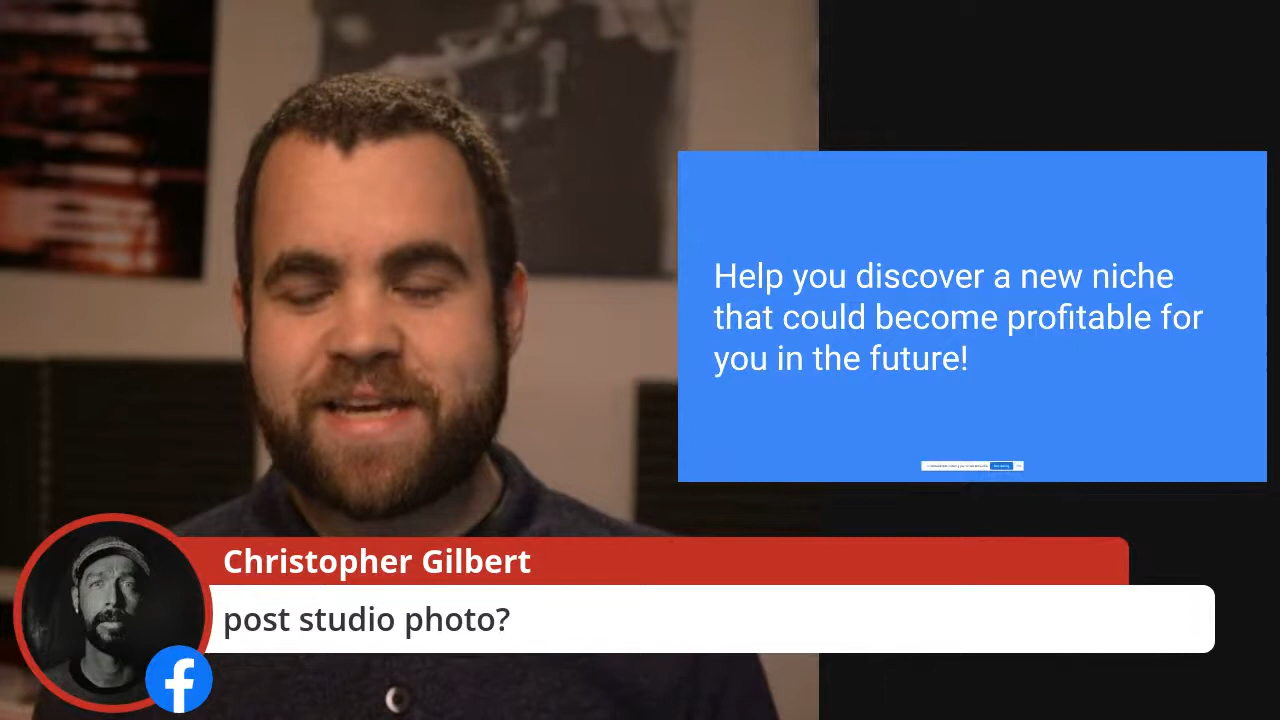 Help you discover a new niche
that could become profitable for
you in the future!
Christopher Gilbert
post studio photo?